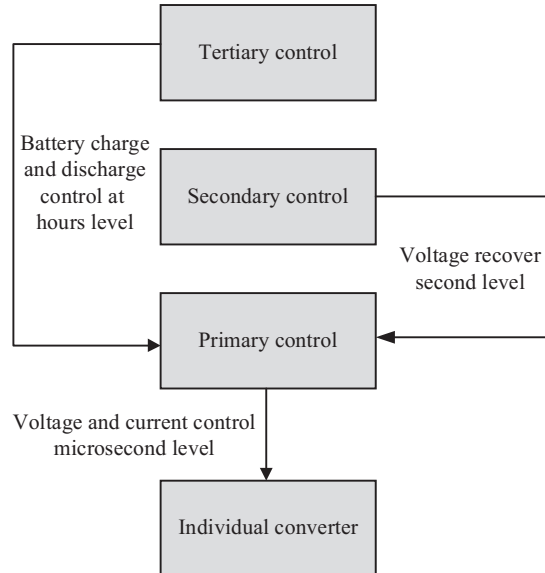 Tertiary control
Battery charge
and discharge
control at
hours level
Secondary control
Voltage recover
second level
Primary control
Voltage and current control
microsecond level
Individual converter